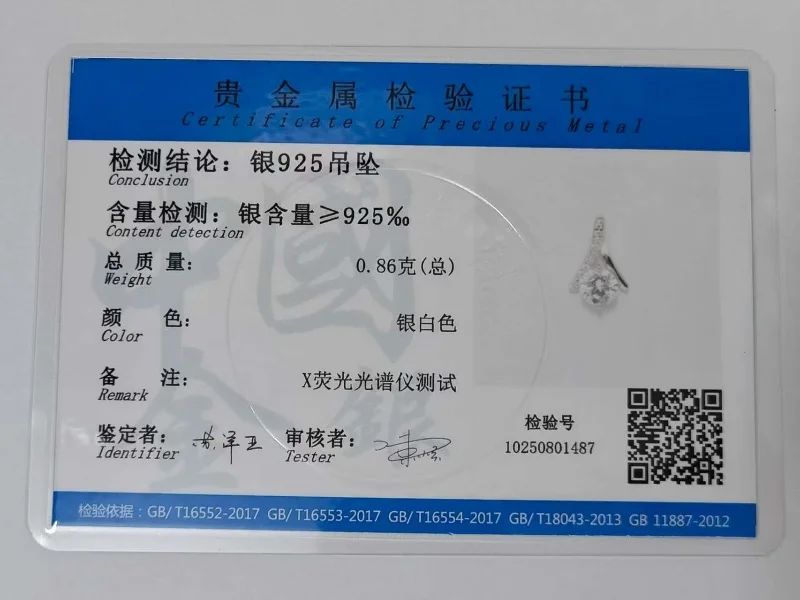 贵金属检验证书
Certificate of Precious Metal
检测结论：银925吊坠
Conclusion
含量检测：银含量≥925‰
Content detection
总质量： 0.86克(总)
Weight
颜 色： 银白色
Color
备 注： X荧光光谱仪测试
Remark
鉴定者： 审核者：
Identifier Tester
检验号
10250801487
中國
金銀
检验依据：GB/T16552-2017 GB/T16553-2017 GB/T16554-2017 GB/T18043-2013 GB 11887-2012